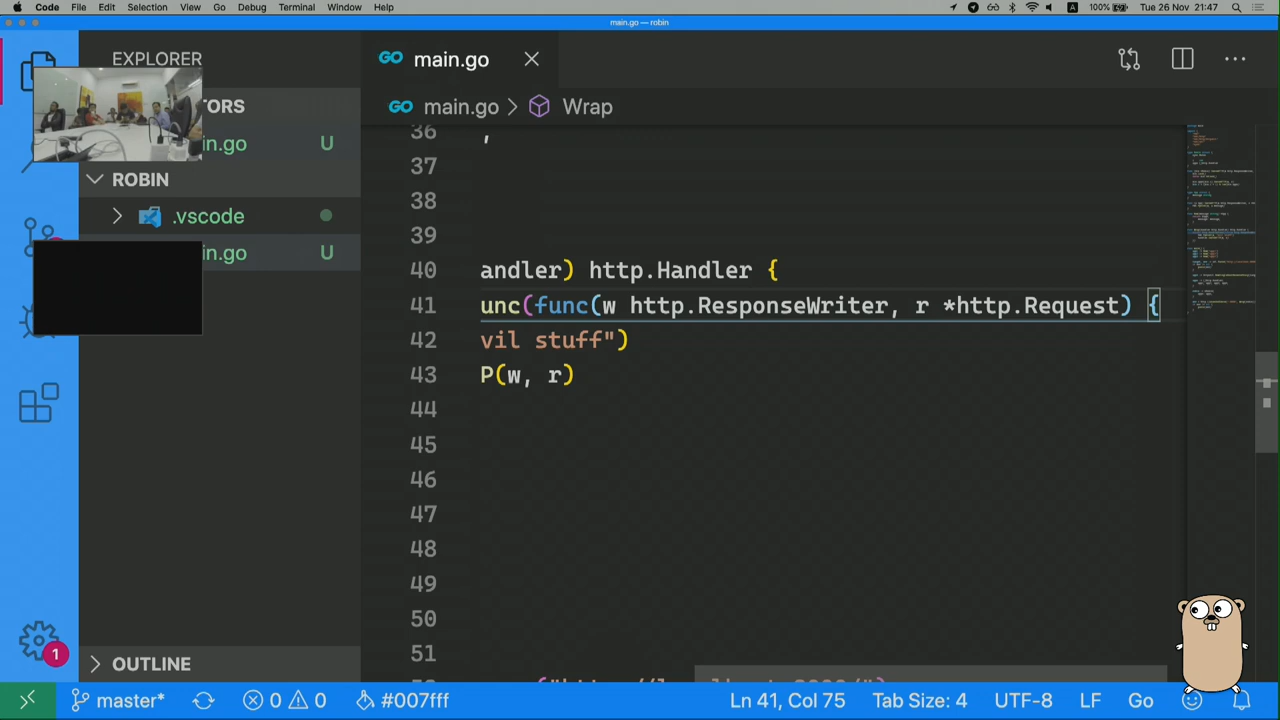 Code File Edit Selection View Go Debug Terminal Window Help
100% Tue 26 Nov 21:47
main.go — robin
EXPLORER
TORS
in.go U
ROBIN
.vscode
in.go U
OUTLINE
GO main.go
GO main.go > Wrap
36 ,
37
38
39
40 andler) http.Handler {
41 unc(func(w http.ResponseWriter, r *http.Request) {
42 vil stuff")
43 P(w, r)
44
45
46
47
48
49
50
51
1
master* 0 0 #007fff Ln 41, Col 75 Tab Size: 4 UTF-8 LF Go